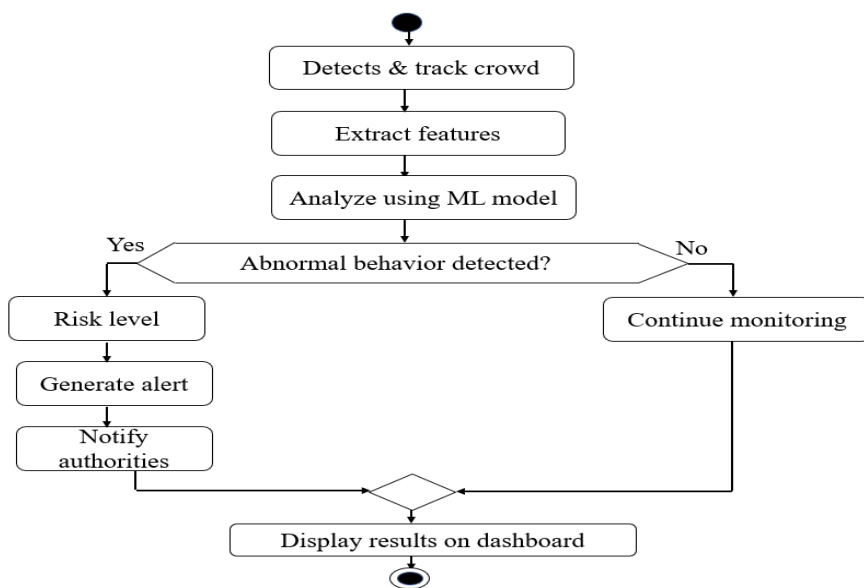 Detects & track crowd
Extract features
Analyze using ML model
Yes
No
Abnormal behavior detected?
Risk level
Continue monitoring
Generate alert
Notify
authorities
Display results on dashboard